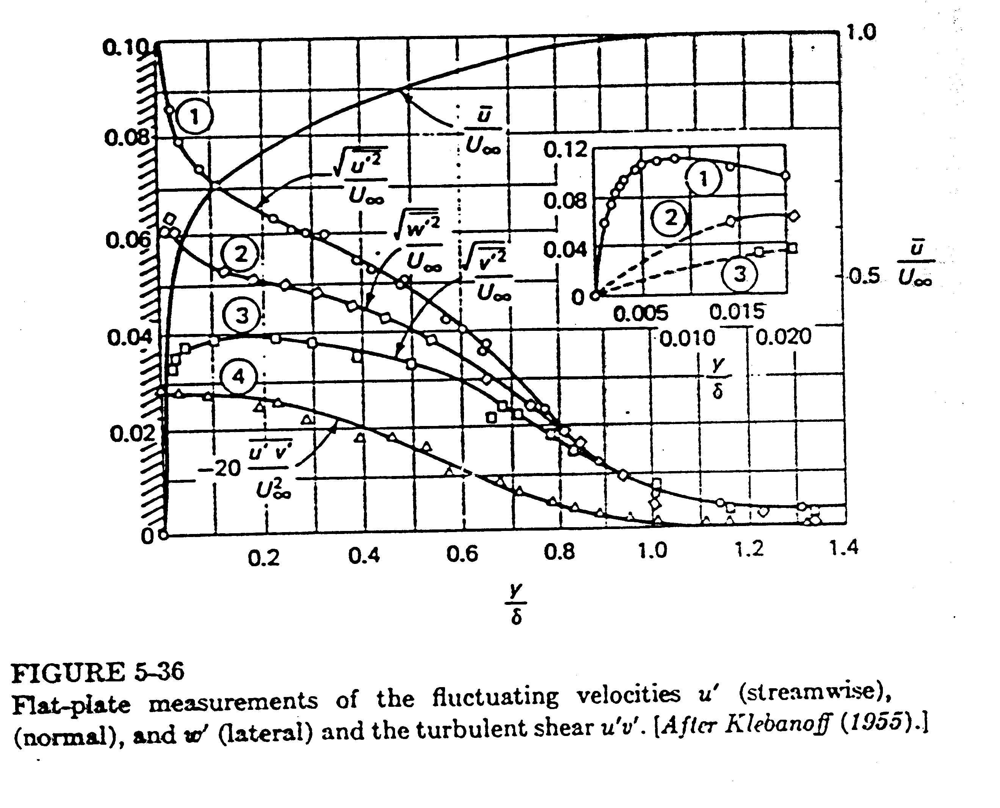 0.10
1.0
1
0.08
ū/U∞
√u′²/U∞
0.12
1
0.08
2
√w′²/U∞
0.06
2
√v′²/U∞
0.04
ū/U∞
0.5
3
0
0.005
0.015
3
0.04
0.010
0.020
y/δ
4
0.02
−20 u′v′/U²∞
0
0.2
0.4
0.6
0.8
1.0
1.2
1.4
y/δ
FIGURE 5–36
Flat-plate measurements of the fluctuating velocities u′ (streamwise),
(normal), and w′ (lateral) and the turbulent shear u′v′. [After Klebanoff (1955).]